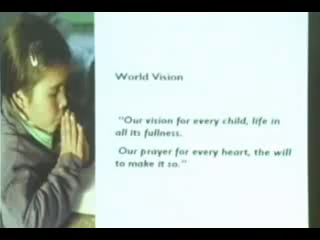 World Vision
"Our vision for every child, life in
all its fullness.
Our prayer for every heart, the will
to make it so."